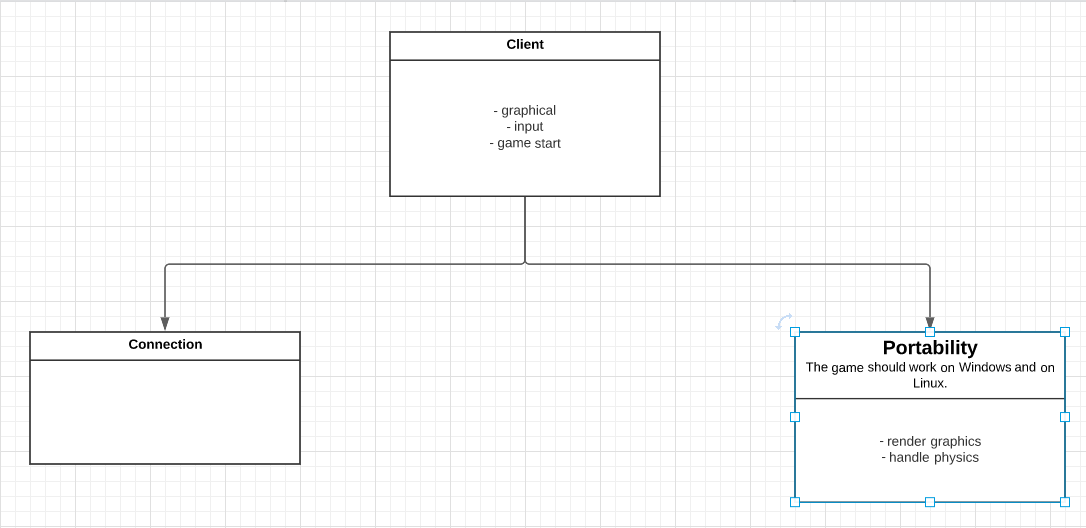 Client
- graphical
- input
- game start
Connection
Portability
The game should work on Windows and on
Linux.
- render graphics
- handle physics